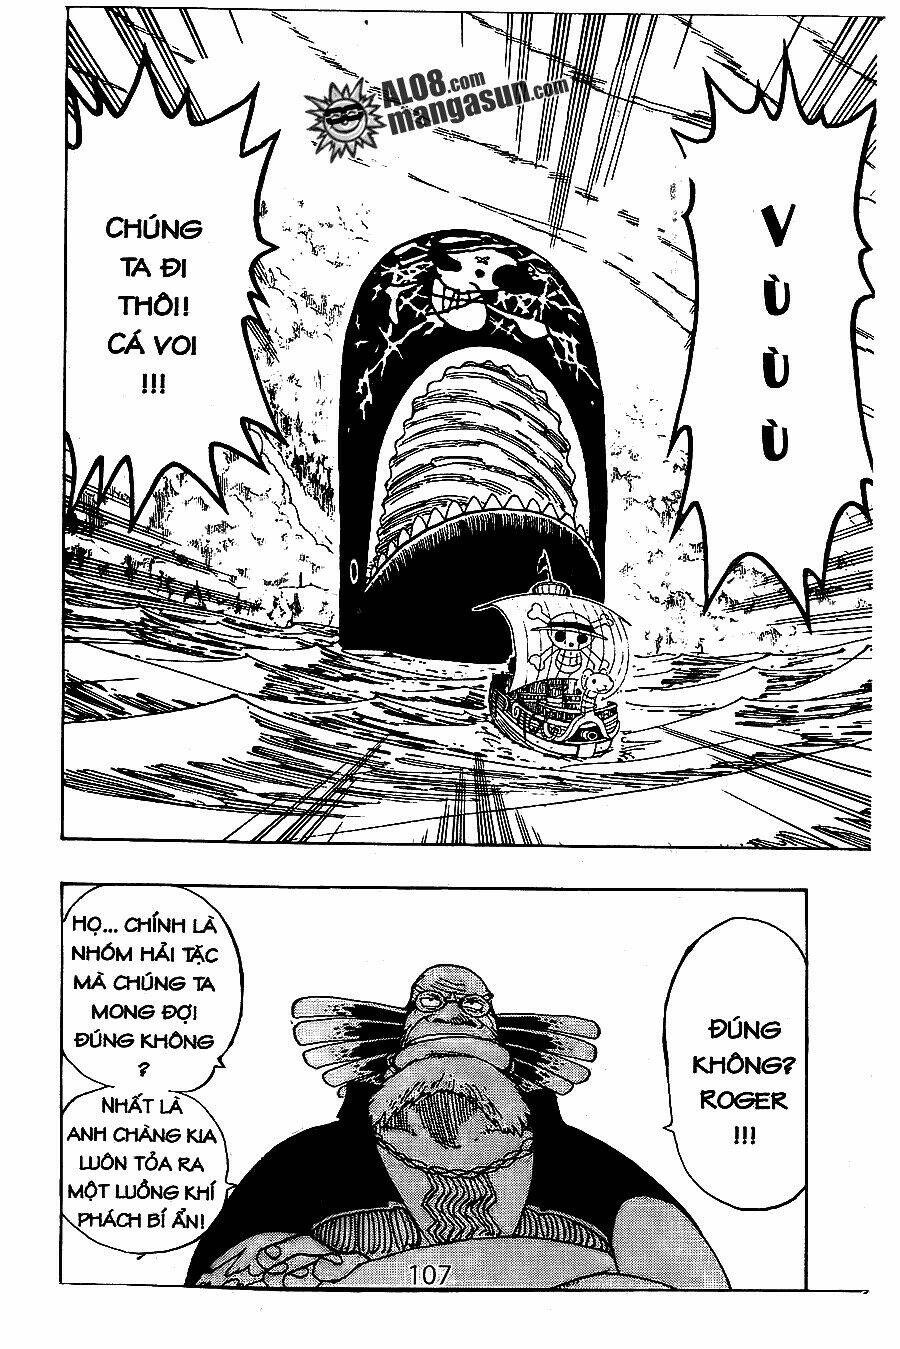 AL08.com
mangasun.com
CHÚNG
TA ĐI
THÔI!
CÁ VOI
!!!
V
Ù
Ù
Ù
HỌ... CHÍNH LÀ
NHÓM HẢI TẶC
MÀ CHÚNG TA
MONG ĐỢI
ĐÚNG KHÔNG
?
NHẤT LÀ
ANH CHÀNG KIA
LUÔN TỎA RA
MỘT LUỒNG KHÍ
PHÁCH BÍ ẨN!
ĐÚNG
KHÔNG?
ROGER
!!!
107